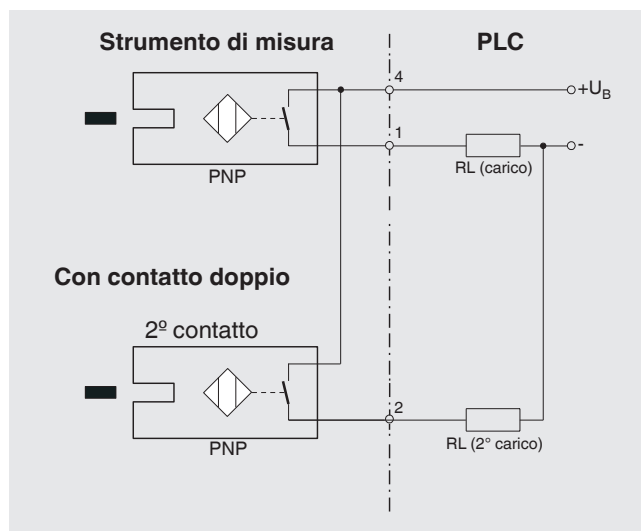 Strumento di misura
PLC
4
+UB
1
-
RL (carico)
PNP
Con contatto doppio
2º contatto
2
RL (2° carico)
PNP